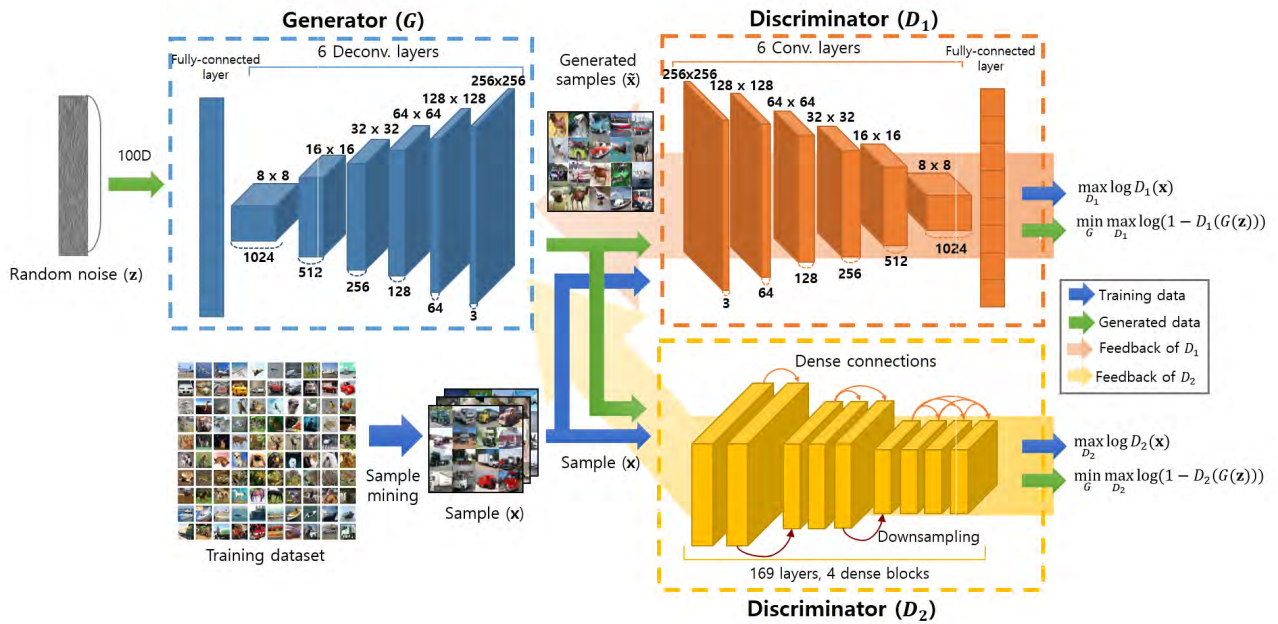 Generator (G)
6 Deconv. layers
Fully-connected
layer
256x256
128 x 128
64 x 64
32 x 32
16 x 16
8 x 8
1024
512
256
128
64
3
100D
Random noise (z)
Generated
samples (x̃)
Discriminator (D₁)
6 Conv. layers
Fully-connected
layer
256x256
128 x 128
64 x 64
32 x 32
16 x 16
8 x 8
3
64
128
256
512
1024
max log D₁(x)
D₁
min max log(1 − D₁(G(z)))
G D₁
Training data
Generated data
Feedback of D₁
Feedback of D₂
Training dataset
Sample
mining
Sample (x)
Sample (x)
Dense connections
Downsampling
169 layers, 4 dense blocks
Discriminator (D₂)
max log D₂(x)
D₂
min max log(1 − D₂(G(z)))
G D₂